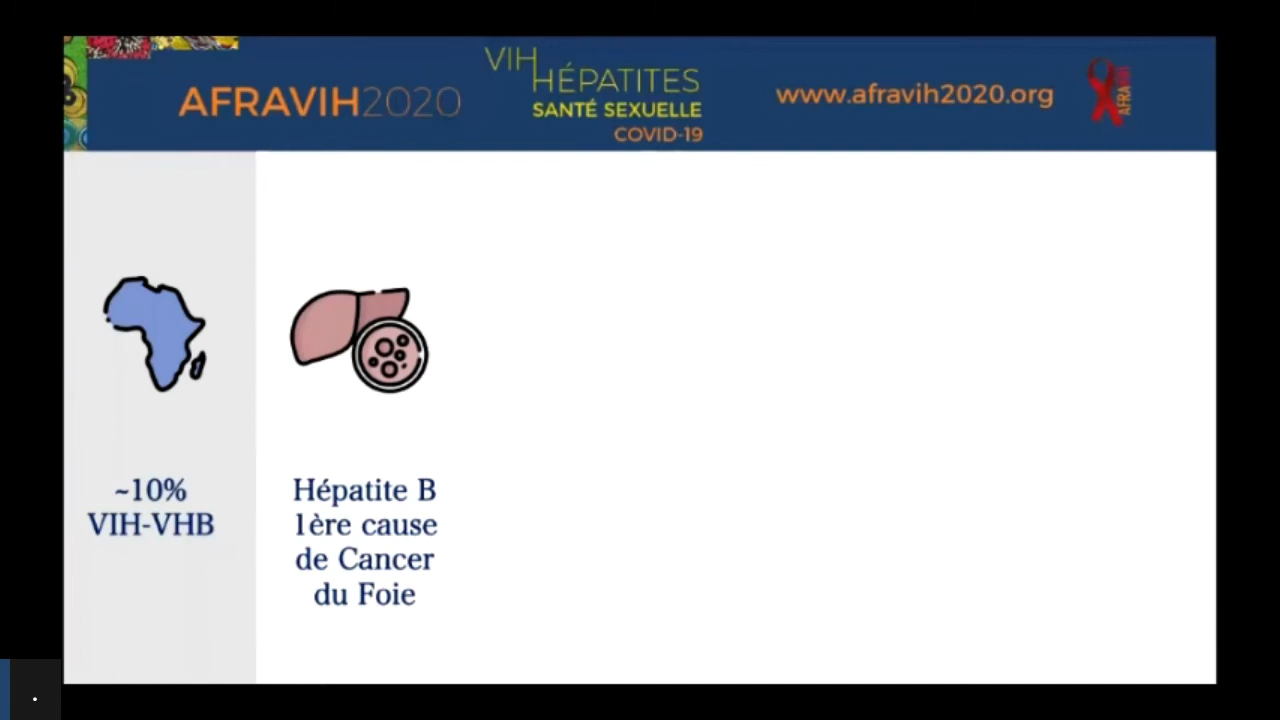 AFRAVIH2020
VIH
HÉPATITES
SANTÉ SEXUELLE
COVID-19
www.afravih2020.org
AFRAVIH
~10%
VIH-VHB
Hépatite B
1ère cause
de Cancer
du Foie